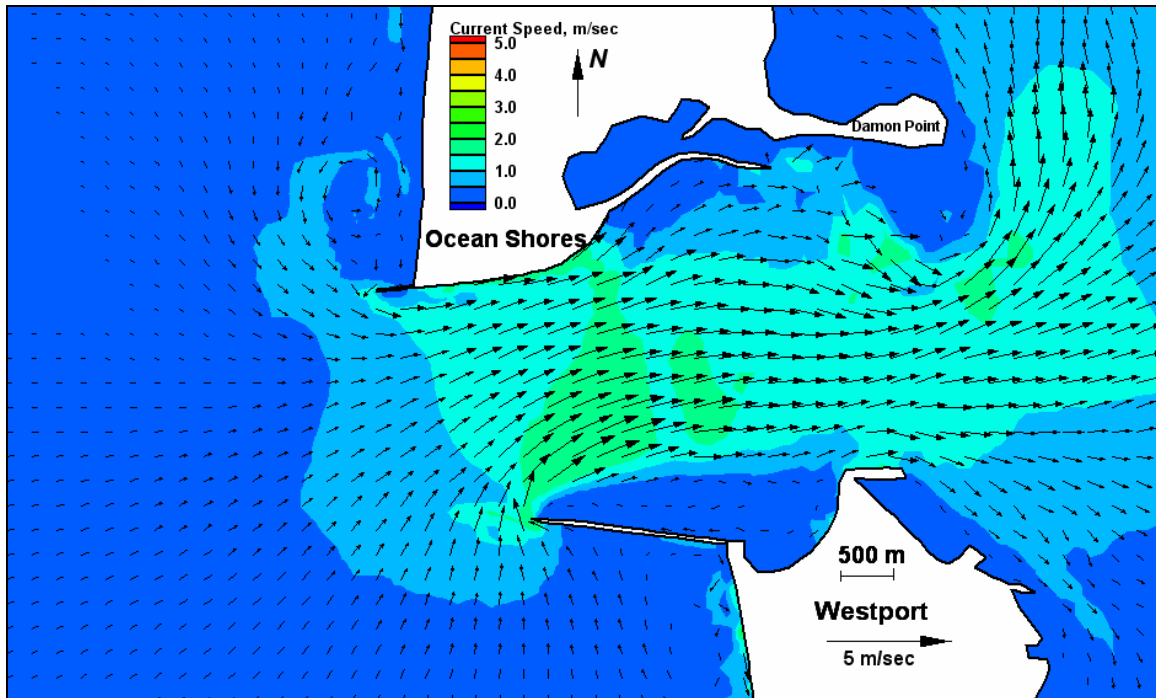 Current Speed, m/sec
5.0
4.0
3.0
2.0
1.0
0.0
N
Damon Point
Ocean Shores
500 m
Westport
5 m/sec